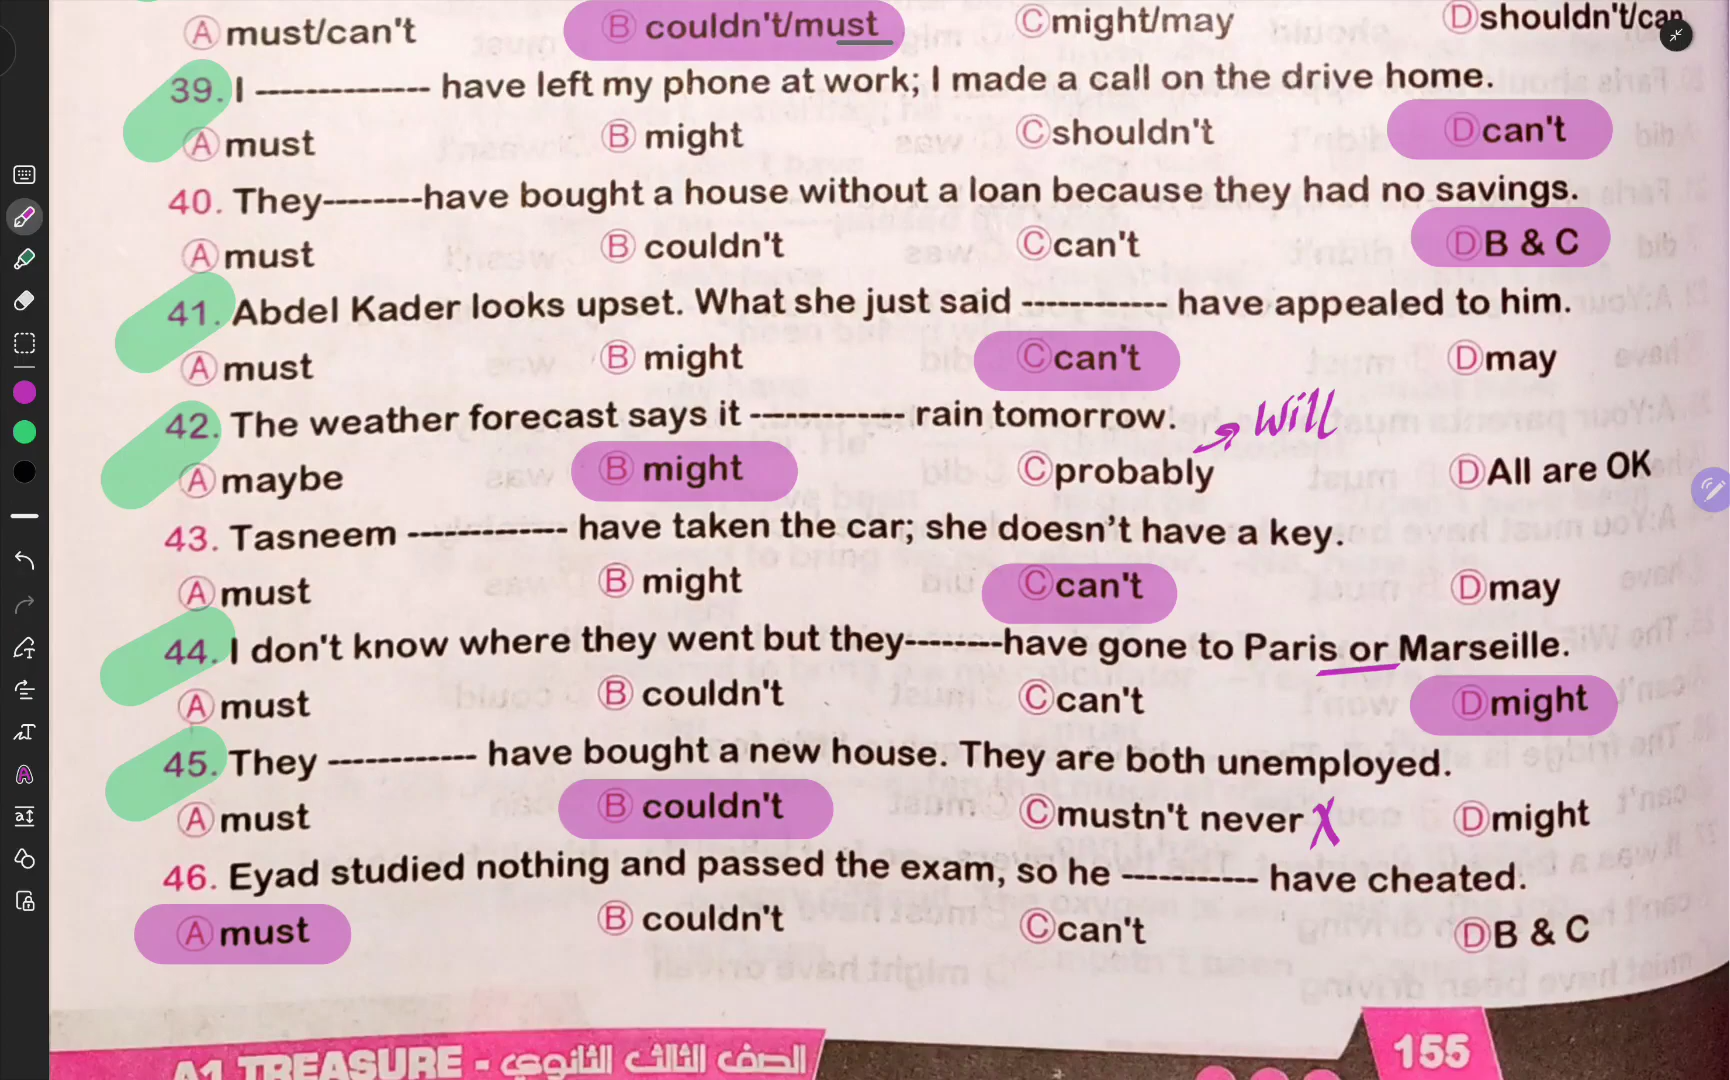 A must/can't B couldn't/must C might/may D shouldn't/can
39. I -------------- have left my phone at work; I made a call on the drive home.
A must B might C shouldn't D can't
40. They--------have bought a house without a loan because they had no savings.
A must B couldn't C can't D B & C
41. Abdel Kader looks upset. What she just said ------------ have appealed to him.
A must B might C can't D may
42. The weather forecast says it ------------- rain tomorrow.
→ will
A maybe B might C probably D All are OK
43. Tasneem ------------- have taken the car; she doesn't have a key.
A must B might C can't D may
44. I don't know where they went but they--------have gone to Paris or Marseille.
A must B couldn't C can't D might
45. They ------------ have bought a new house. They are both unemployed.
A must B couldn't C mustn't never X D might
46. Eyad studied nothing and passed the exam, so he ----------- have cheated.
A must B couldn't C can't D B & C
A1 TREASURE - الصف الثالث الثانوي
155